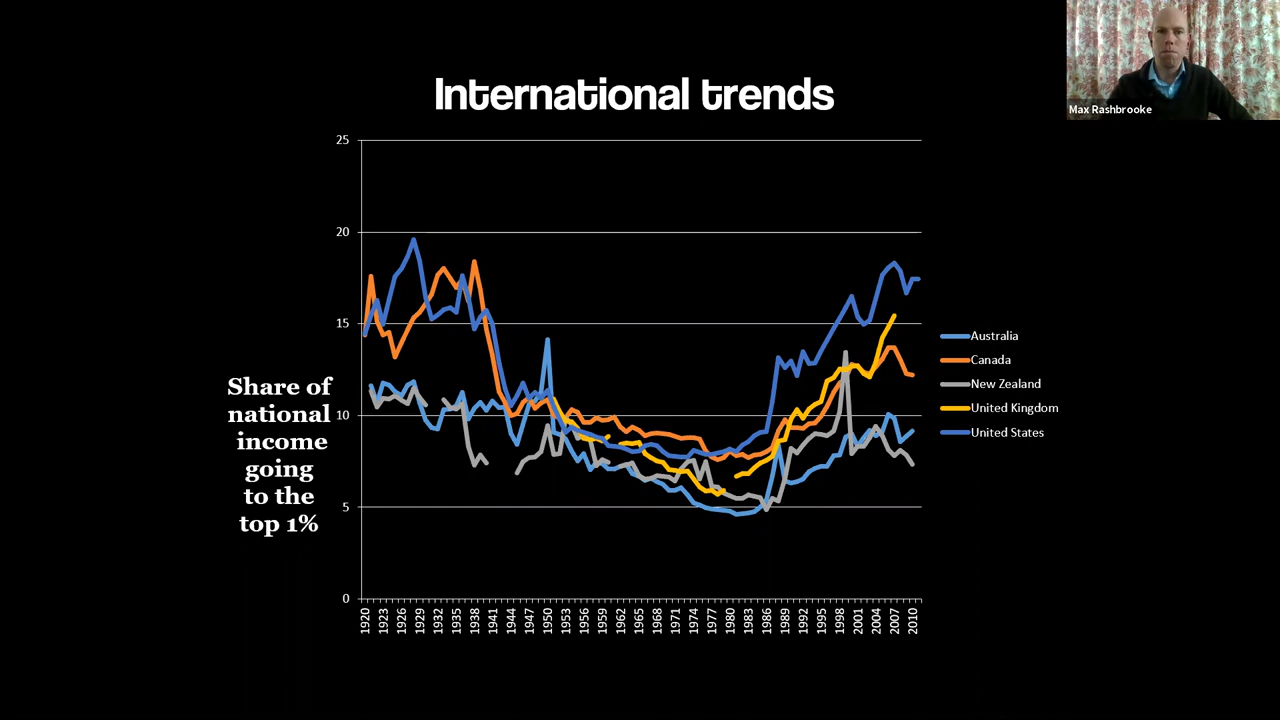 Max Rashbrooke
International trends
25
20
15
10
5
0
Share of
national
income
going
to the
top 1%
Australia
Canada
New Zealand
United Kingdom
United States
1920 1923 1926 1929 1932 1935 1938 1941 1944 1947 1950 1953 1956 1959 1962 1965 1968 1971 1974 1977 1980 1983 1986 1989 1992 1995 1998 2001 2004 2007 2010